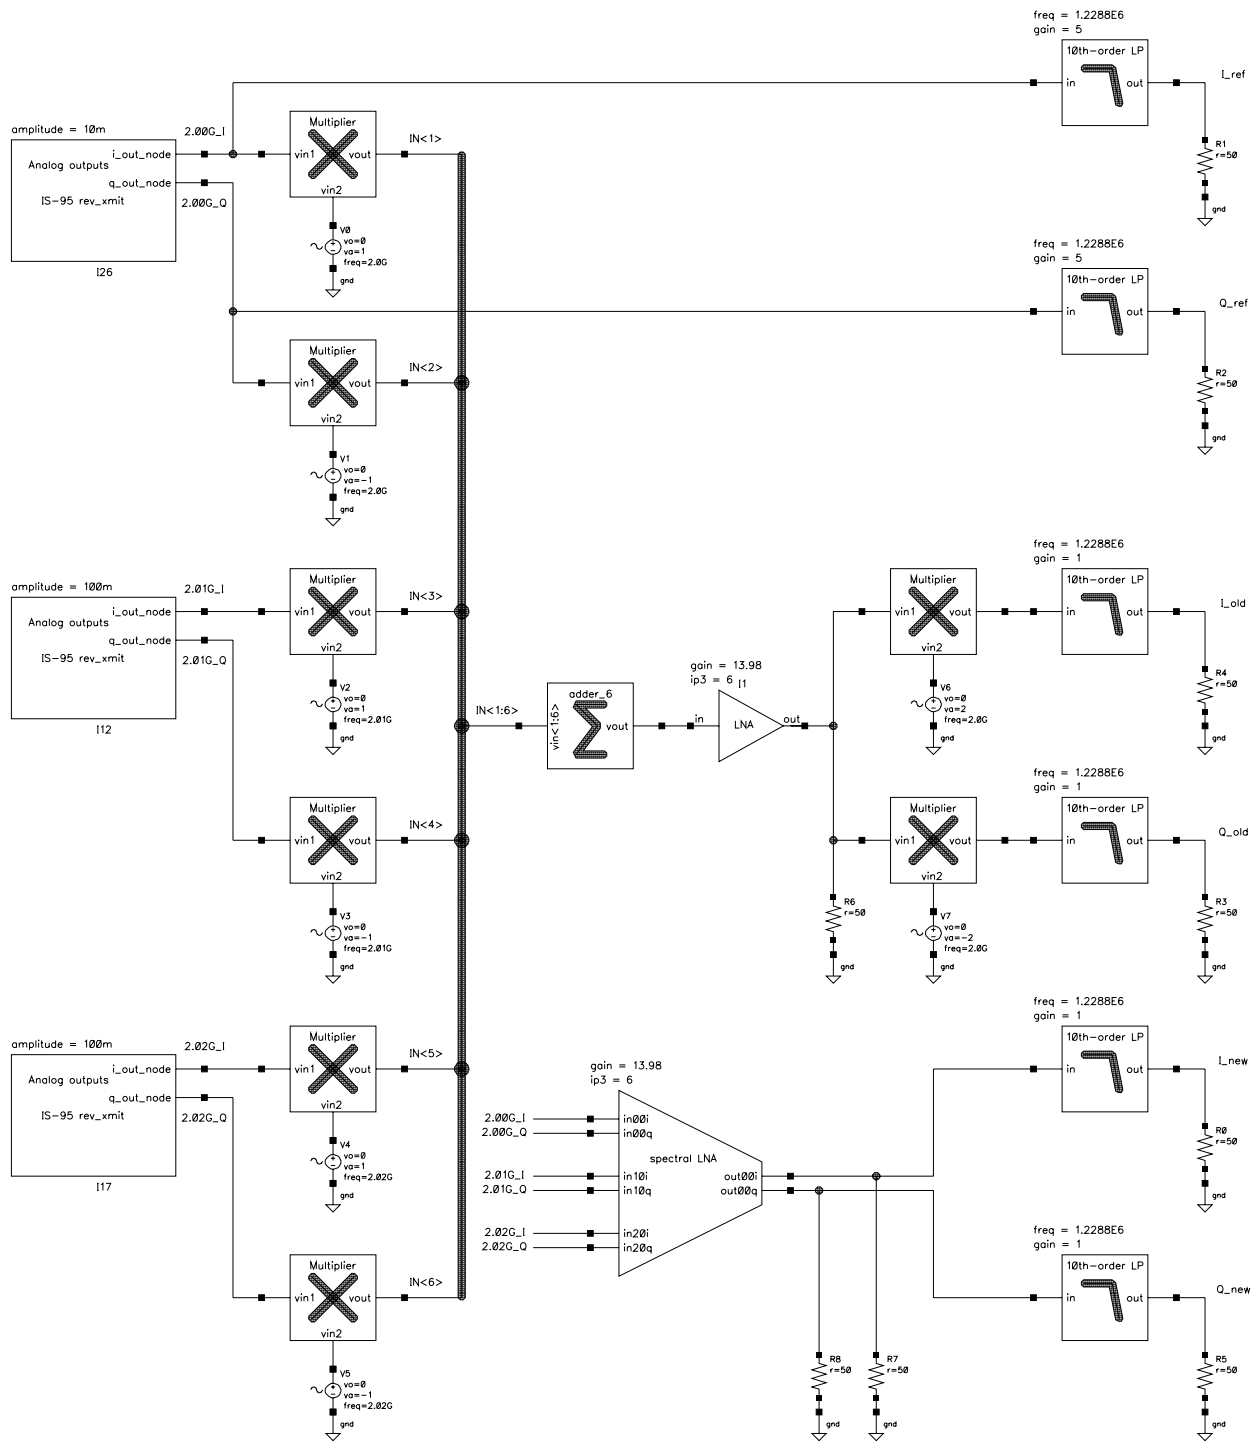 freq = 1.2288E6
gain = 5
10th-order LP
in
out
I_ref
R1
r=50
gnd
amplitude = 10m
2.00G_I
Analog outputs
i_out_node
q_out_node
IS-95 rev_xmit
2.00G_Q
I26
Multiplier
vin1
vout
vin2
IN<1>
V0
vo=0
va=1
freq=2.0G
gnd
freq = 1.2288E6
gain = 5
10th-order LP
in
out
Q_ref
R2
r=50
gnd
Multiplier
vin1
vout
vin2
IN<2>
V1
vo=0
va=-1
freq=2.0G
gnd
amplitude = 100m
2.01G_I
Analog outputs
i_out_node
q_out_node
IS-95 rev_xmit
2.01G_Q
I12
Multiplier
vin1
vout
vin2
IN<3>
V2
vo=0
va=1
freq=2.01G
gnd
IN<1:6>
adder_6
vin<1:6>
vout
gain = 13.98
ip3 = 6
I1
in
LNA
out
Multiplier
vin1
vout
vin2
V6
vo=0
va=2
freq=2.0G
gnd
freq = 1.2288E6
gain = 1
10th-order LP
in
out
I_old
R4
r=50
gnd
Multiplier
vin1
vout
vin2
IN<4>
V3
vo=0
va=-1
freq=2.01G
gnd
R6
r=50
gnd
Multiplier
vin1
vout
vin2
V7
vo=0
va=-2
freq=2.0G
gnd
freq = 1.2288E6
gain = 1
10th-order LP
in
out
Q_old
R3
r=50
gnd
amplitude = 100m
2.02G_I
Analog outputs
i_out_node
q_out_node
IS-95 rev_xmit
2.02G_Q
I17
Multiplier
vin1
vout
vin2
IN<5>
V4
vo=0
va=1
freq=2.02G
gnd
gain = 13.98
ip3 = 6
2.00G_I
in00i
2.00G_Q
in00q
spectral LNA
2.01G_I
in10i
out00i
2.01G_Q
in10q
out00q
2.02G_I
in20i
2.02G_Q
in20q
freq = 1.2288E6
gain = 1
10th-order LP
in
out
I_new
R0
r=50
gnd
Multiplier
vin1
vout
vin2
IN<6>
V5
vo=0
va=-1
freq=2.02G
gnd
R8
r=50
gnd
R7
r=50
gnd
freq = 1.2288E6
gain = 1
10th-order LP
in
out
Q_new
R5
r=50
gnd